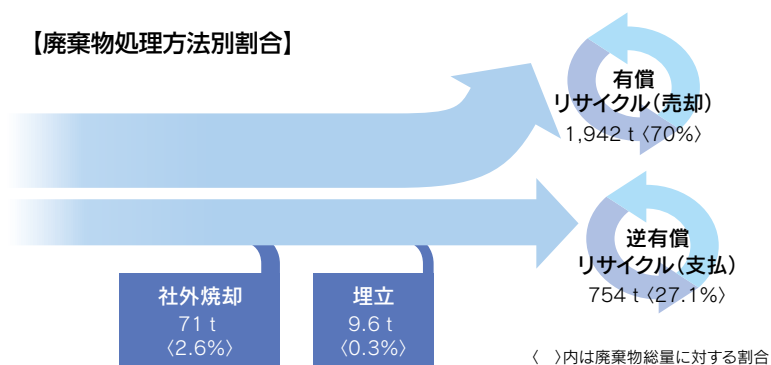 【廃棄物処理方法別割合】
有償
リサイクル(売却)
1,942 t〈70%〉
逆有償
リサイクル(支払)
754 t〈27.1%〉
社外焼却
71 t
〈2.6%〉
埋立
9.6 t
〈0.3%〉
〈　〉内は廃棄物総量に対する割合